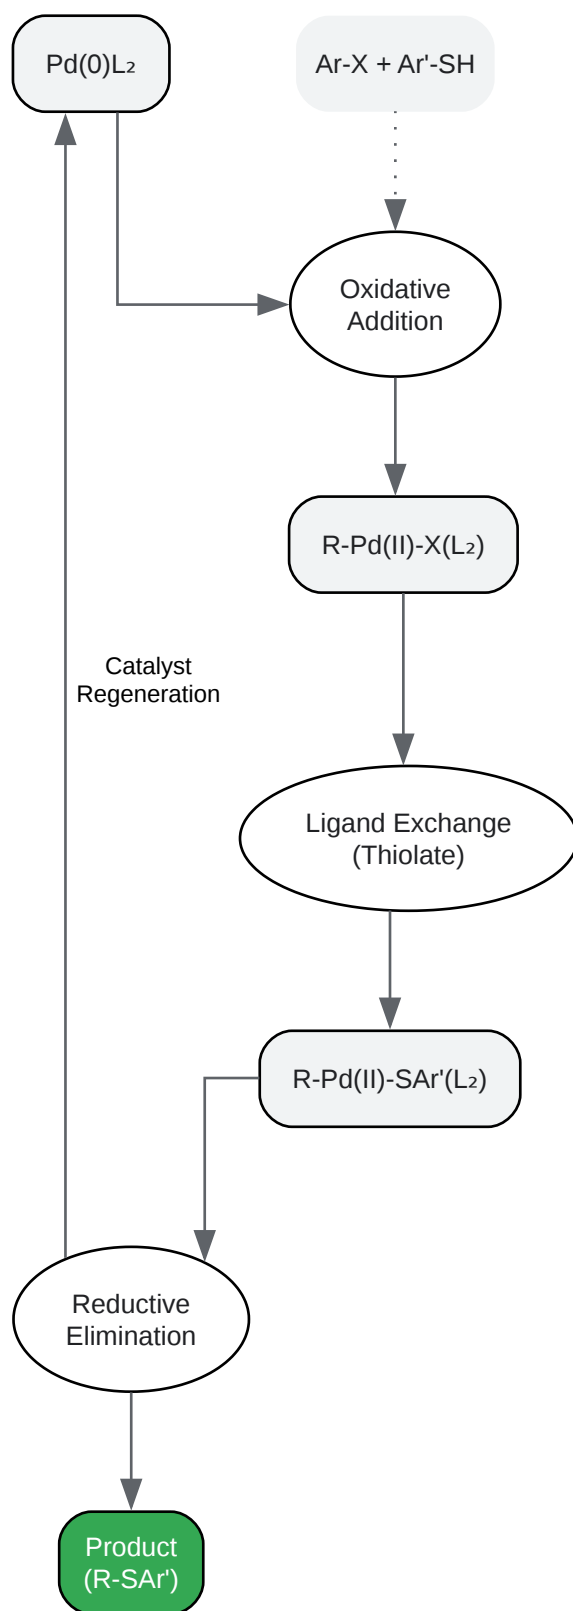 Pd(0)L₂
Ar-X + Ar'-SH
Oxidative
Addition
R-Pd(II)-X(L₂)
Catalyst
Regeneration
Ligand Exchange
(Thiolate)
R-Pd(II)-SAr'(L₂)
Reductive
Elimination
Product
(R-SAr')